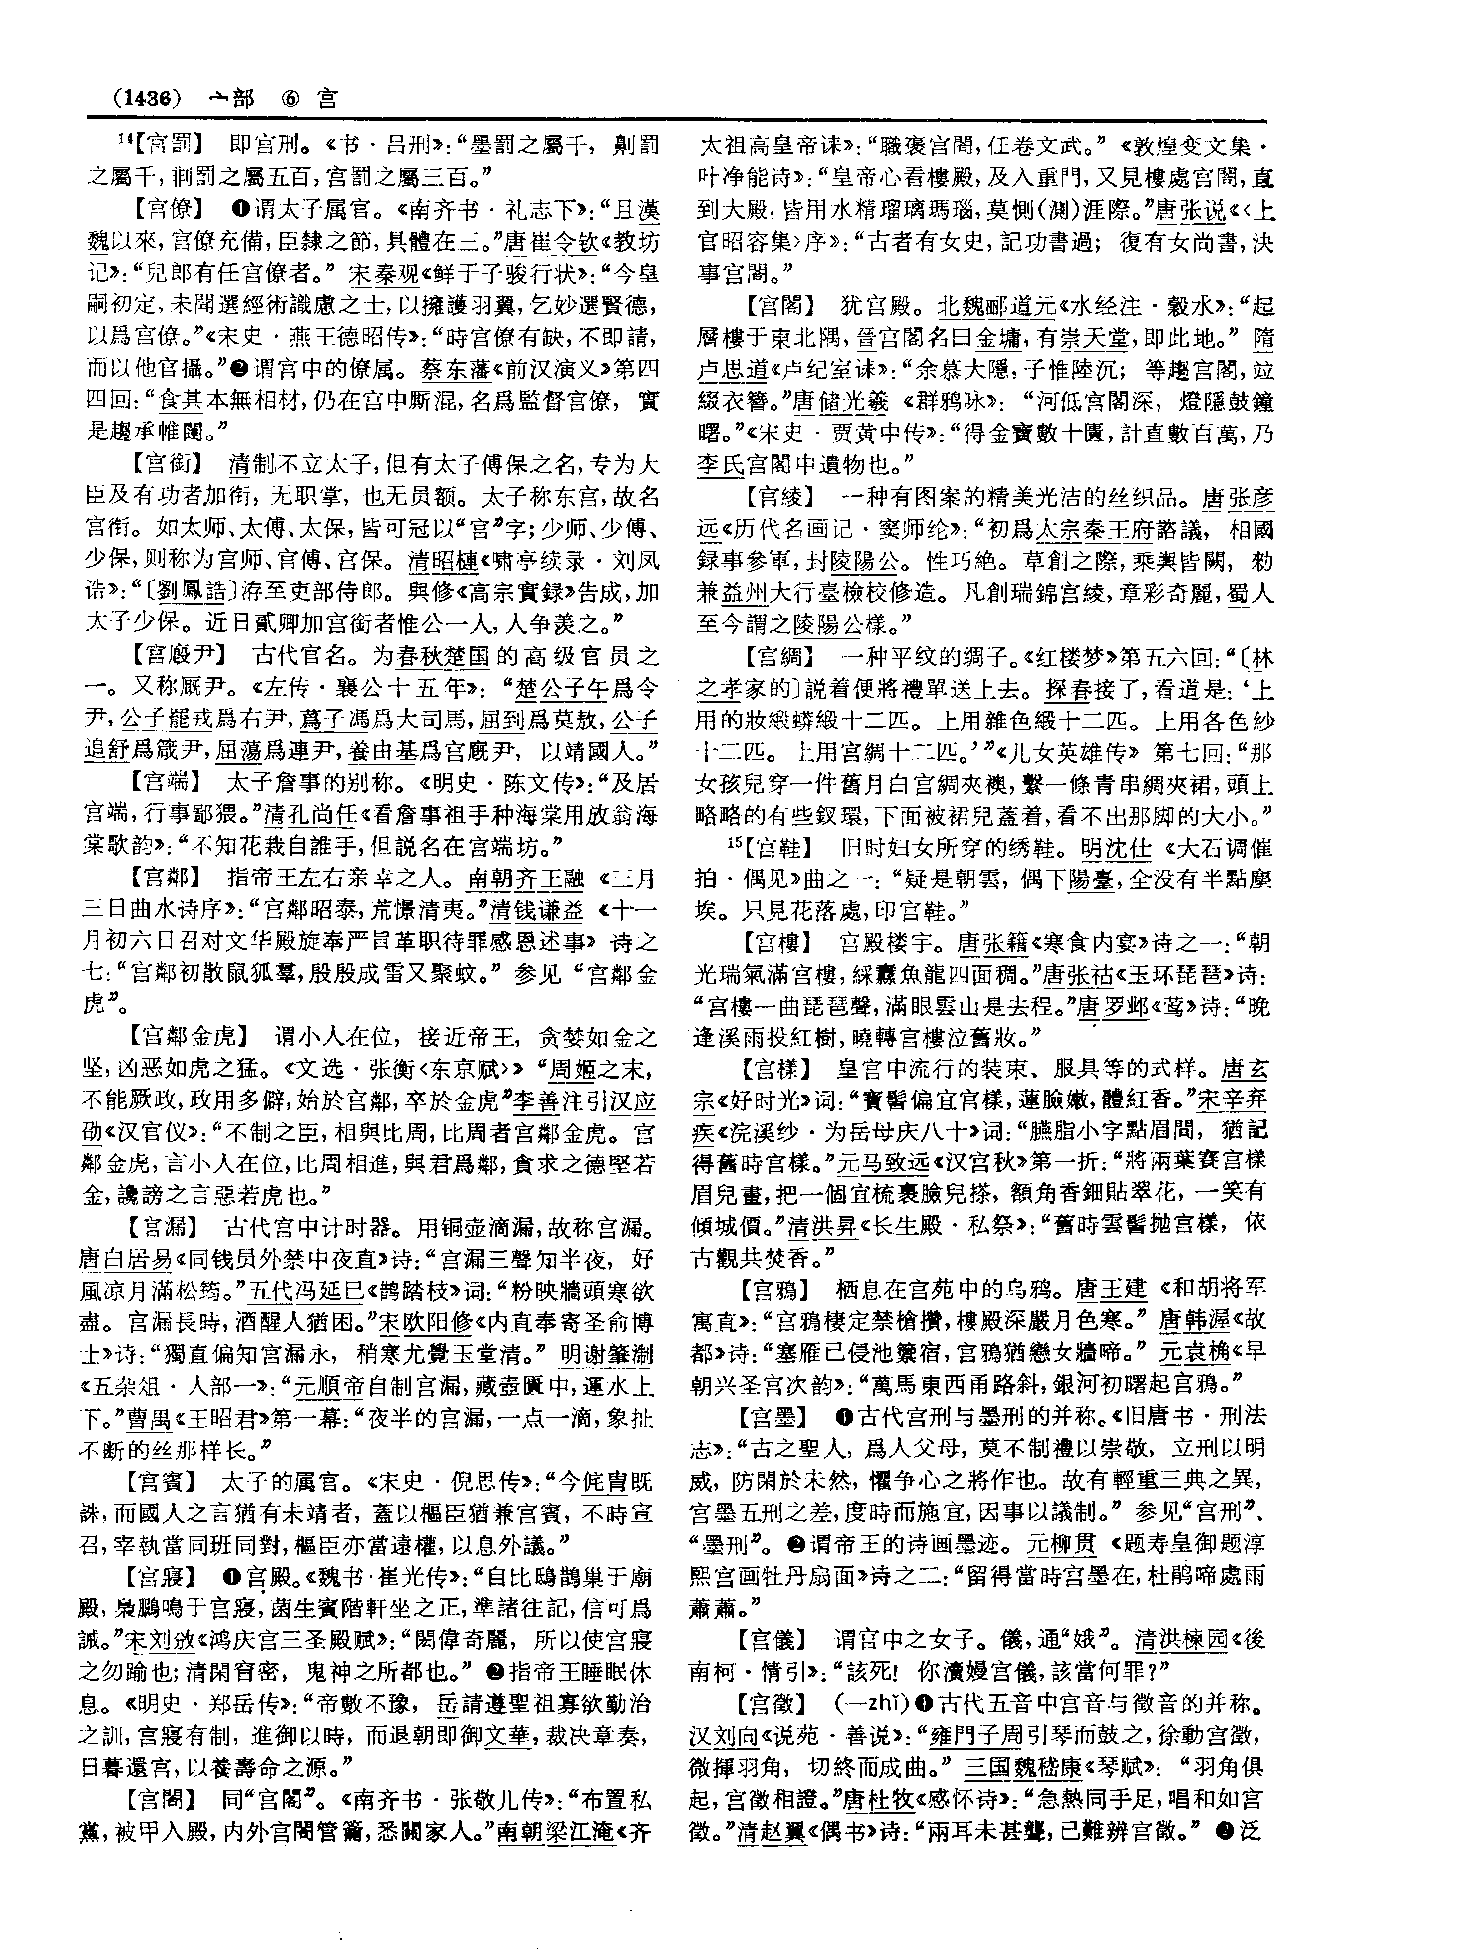 （1436） 宀部 ⑥ 宫
14【宫罰】 即宫刑。《书·吕刑》：“墨罰之屬千，劓罰
之屬千，剕罰之屬五百，宫罰之屬三百。”
【宫僚】 ❶谓太子属官。《南齐书·礼志下》：“且漢
魏以來，宫僚充備，臣隸之節，具體在三。”唐崔令钦《教坊
记》：“兒郎有任宫僚者。” 宋秦观《鲜于子骏行状》：“今皇
嗣初定，未聞選經術識慮之士，以擁護羽翼，乞妙選賢德，
以爲宫僚。”《宋史·燕王德昭传》：“時宫僚有缺，不即請，
而以他官攝。”❷谓宫中的僚属。蔡东藩《前汉演义》第四
四回：“食其本無相材，仍在宫中厮混，名爲監督宫僚，實
是趨承帷闥。”
【宫銜】 清制不立太子，但有太子傅保之名，专为大
臣及有功者加衔，无职掌，也无员额。太子称东宫，故名
宫衔。如太师、太傅、太保，皆可冠以“宫”字；少师、少傅、
少保，则称为宫师、宫傅、宫保。清昭梿《啸亭续录·刘凤
诰》：“〔劉鳳誥〕洊至吏部侍郎。與修《高宗實録》告成，加
太子少保。近日貳卿加宫銜者惟公一人，人争羡之。”
【宫廄尹】 古代官名。为春秋楚国的高级官员之
一。又称厩尹。《左传·襄公十五年》：“楚公子午爲令
尹，公子罷戎爲右尹，蔿子馮爲大司馬，屈到爲莫敖，公子
追舒爲箴尹，屈蕩爲連尹，養由基爲宫廄尹，以靖國人。”
【宫端】 太子詹事的别称。《明史·陈文传》：“及居
宫端，行事鄙猥。”清孔尚任《看詹事祖手种海棠用放翁海
棠歌韵》：“不知花栽自誰手，但説名在宫端坊。”
【宫鄰】 指帝王左右亲幸之人。南朝齐王融《三月
三日曲水诗序》：“宫鄰昭泰，荒憬清夷。”清钱谦益《十一
月初六日召对文华殿旋奉严旨革职待罪感恩述事》诗之
七：“宫鄰初散鼠狐羣，殷殷成雷又聚蚊。” 参见“宫鄰金
虎”。
【宫鄰金虎】 谓小人在位，接近帝王，贪婪如金之
坚，凶恶如虎之猛。《文选·张衡〈东京赋〉》“周姬之末，
不能厥政，政用多僻，始於宫鄰，卒於金虎”李善注引汉应
劭《汉官仪》：“不制之臣，相與比周，比周者宫鄰金虎。宫
鄰金虎，言小人在位，比周相進，與君爲鄰，貪求之德堅若
金，讒謗之言惡若虎也。”
【宫漏】 古代宫中计时器。用铜壶滴漏，故称宫漏。
唐白居易《同钱员外禁中夜直》诗：“宫漏三聲知半夜，好
風凉月滿松筠。”五代冯延巳《鹊踏枝》词：“粉映牆頭寒欲
盡。宫漏長時，酒醒人猶困。”宋欧阳修《内直奉寄圣俞博
士》诗：“獨直偏知宫漏永，稍寒尤覺玉堂清。” 明谢肇淛
《五杂俎·人部一》：“元順帝自制宫漏，藏壺匱中，運水上
下。”曹禺《王昭君》第一幕：“夜半的宫漏，一点一滴，象扯
不断的丝那样长。”
【宫賓】 太子的属官。《宋史·倪思传》：“今侂冑既
誅，而國人之言猶有未靖者，蓋以樞臣猶兼宫賓，不時宣
召，宰執當同班同對，樞臣亦當遠權，以息外議。”
【宫寢】 ❶宫殿。《魏书·崔光传》：“自比鴟鵲巢于廟
殿，梟鵩鳴于宫寢，菌生賓階軒坐之正，準諸往記，信可爲
誡。”宋刘敞《鸿庆宫三圣殿赋》：“閎偉奇麗，所以使宫寢
之勿踰也；清閑窅密，鬼神之所都也。” ❷指帝王睡眠休
息。《明史·郑岳传》：“帝數不豫，岳請遵聖祖寡欲勤治
之訓，宫寢有制，進御以時，而退朝即御文華，裁决章奏，
日暮還宫，以養壽命之源。”
【宫閤】 同“宫閣”。《南齐书·张敬儿传》：“布置私
黨，被甲入殿，内外宫閤管籥，悉關家人。”南朝梁江淹《齐
太祖高皇帝诔》：“職褒宫閤，任卷文武。” 《敦煌变文集·
叶净能诗》：“皇帝心看樓殿，及入重門，又見樓處宫閤，直
到大殿，皆用水精瑠璃瑪瑙，莫惻（測）涯際。”唐张说《〈上
官昭容集〉序》：“古者有女史，記功書過；復有女尚書，決
事宫閤。”
【宫閣】 犹宫殿。北魏郦道元《水经注·穀水》：“起
層樓于東北隅，晉宫閣名曰金墉，有崇天堂，即此地。” 隋
卢思道《卢纪室诔》：“余慕大隱，子惟陸沉；等趨宫閣，竝
綴衣簪。”唐储光羲《群鸦咏》：“河低宫閣深，燈隱鼓鐘
曙。”《宋史·贾黄中传》：“得金寶數十匱，計直數百萬，乃
李氏宫閣中遺物也。”
【宫綾】 一种有图案的精美光洁的丝织品。唐张彦
远《历代名画记·窦师纶》：“初爲太宗秦王府諮議，相國
録事參軍，封陵陽公。性巧絶。草創之際，乘輿皆闕，勑
兼益州大行臺檢校修造。凡創瑞錦宫綾，章彩奇麗，蜀人
至今謂之陵陽公樣。”
【宫綢】 一种平纹的绸子。《红楼梦》第五六回：“〔林
之孝家的〕説着便將禮單送上去。探春接了，看道是：‘上
用的妝緞蟒緞十二匹。上用雜色緞十二匹。上用各色紗
十二匹。上用宫綢十二匹。’”《儿女英雄传》第七回：“那
女孩兒穿一件舊月白宫綢夾襖，繫一條青串綢夾裙，頭上
略略的有些釵環，下面被裙兒蓋着，看不出那脚的大小。”
15【宫鞋】 旧时妇女所穿的绣鞋。明沈仕《大石调催
拍·偶见》曲之一：“疑是朝雲，偶下陽臺，全没有半點塵
埃。只見花落處，印宫鞋。”
【宫樓】 宫殿楼宇。唐张籍《寒食内宴》诗之一：“朝
光瑞氣滿宫樓，綵纛魚龍四面稠。”唐张祜《玉环琵琶》诗：
“宫樓一曲琵琶聲，滿眼雲山是去程。”唐罗邺《莺》诗：“晚
逢溪雨投紅樹，曉轉宫樓泣舊妝。”
【宫樣】 皇宫中流行的装束、服具等的式样。唐玄
宗《好时光》词：“寶髻偏宜宫樣，蓮臉嫩，體紅香。”宋辛弃
疾《浣溪纱·为岳母庆八十》词：“臙脂小字點眉間，猶記
得舊時宫樣。”元马致远《汉宫秋》第一折：“將兩葉賽宫樣
眉兒畫，把一個宜梳裹臉兒搽，額角香鈿貼翠花，一笑有
傾城價。”清洪昇《长生殿·私祭》：“舊時雲髻抛宫樣，依
古觀共焚香。”
【宫鴉】 栖息在宫苑中的乌鸦。唐王建《和胡将军
寓直》：“宫鴉棲定禁槍攢，樓殿深嚴月色寒。” 唐韩渥《故
都》诗：“塞雁已侵池籞宿，宫鴉猶戀女牆啼。” 元袁桷《早
朝兴圣宫次韵》：“萬馬東西甬路斜，銀河初曙起宫鴉。”
【宫墨】 ❶古代宫刑与墨刑的并称。《旧唐书·刑法
志》：“古之聖人，爲人父母，莫不制禮以崇敬，立刑以明
威，防閑於未然，懼争心之將作也。故有輕重三典之異，
宫墨五刑之差，度時而施宜，因事以議制。” 参见“宫刑”、
“墨刑”。❷谓帝王的诗画墨迹。元柳贯《题寿皇御题淳
熙宫画牡丹扇面》诗之二：“留得當時宫墨在，杜鹃啼處雨
蕭蕭。”
【宫儀】 谓宫中之女子。儀，通“娥”。清洪楝园《後
南柯·情引》：“該死！你瀆嫚宫儀，該當何罪？”
【宫徵】 （一zhǐ）❶古代五音中宫音与徵音的并称。
汉刘向《说苑·善说》：“雍門子周引琴而鼓之，徐動宫徵，
微揮羽角，切終而成曲。” 三国魏嵇康《琴赋》：“羽角俱
起，宫徵相證。”唐杜牧《感怀诗》：“急熱同手足，唱和如宫
徵。”清赵翼《偶书》诗：“兩耳未甚聾，已難辨宫徵。” ❷泛